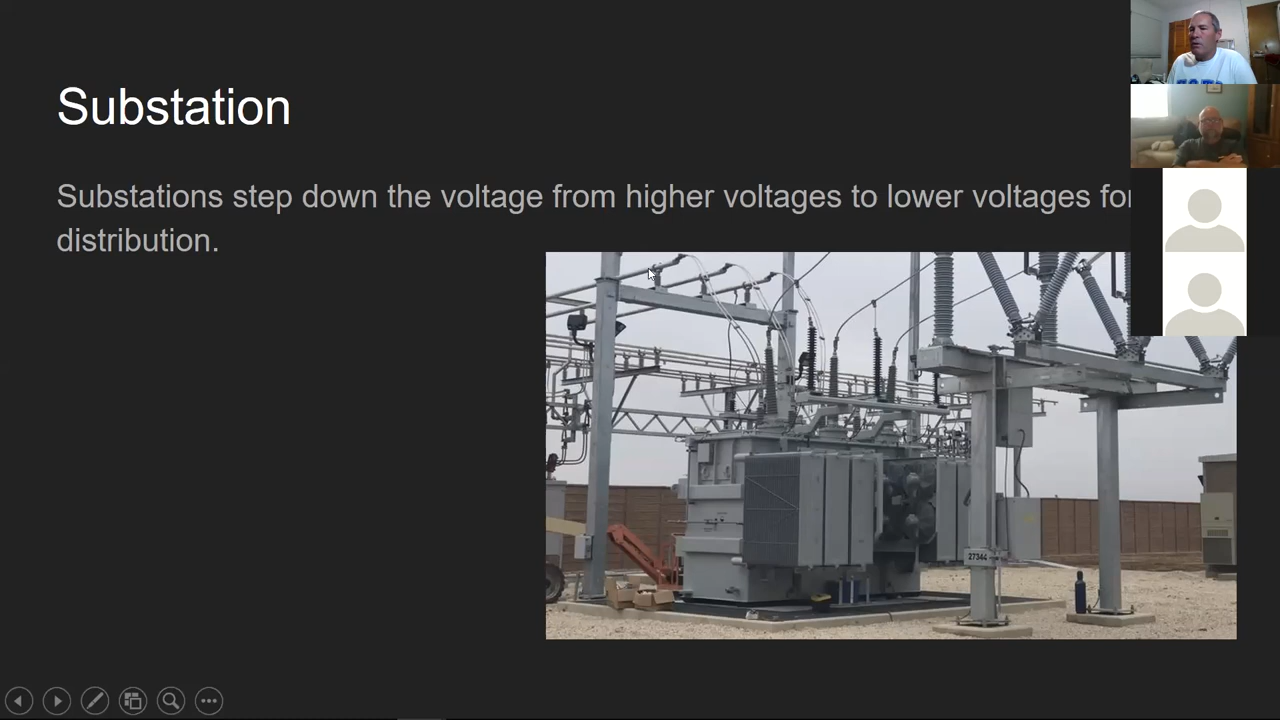 Substation
Substations step down the voltage from higher voltages to lower voltages for
distribution.
27344